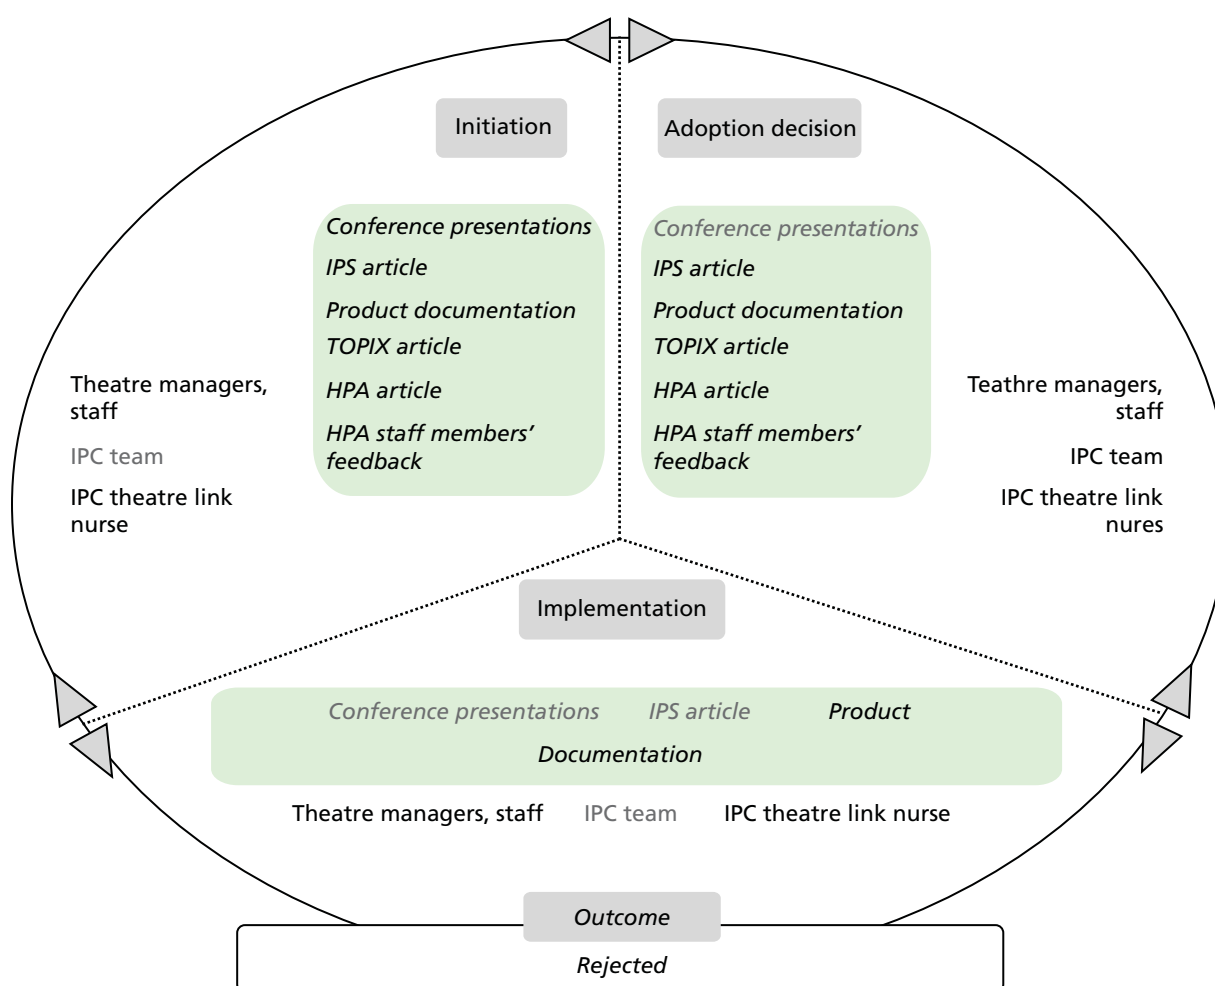 Initiation
Adoption decision
Conference presentations
IPS article
Product documentation
TOPIX article
HPA article
HPA staff members’
feedback
Conference presentations
IPS article
Product documentation
TOPIX article
HPA article
HPA staff members’
feedback
Theatre managers,
staff
IPC team
IPC theatre link
nurse
Teathre managers,
staff
IPC team
IPC theatre link
nures
Implementation
Conference presentations IPS article Product
Documentation
Theatre managers, staff IPC team IPC theatre link nurse
Outcome
Rejected